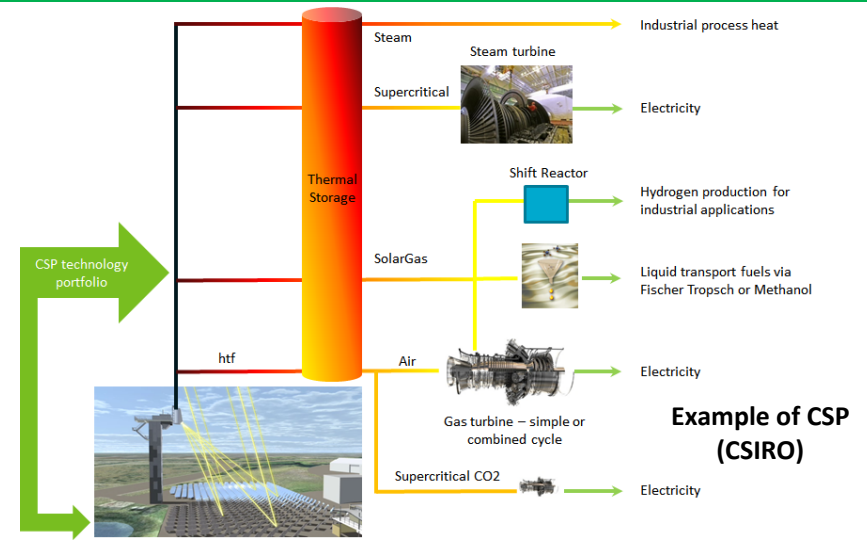 Steam
Industrial process heat
Steam turbine
Supercritical
Electricity
Thermal
Storage
Shift Reactor
Hydrogen production for
industrial applications
CSP technology
portfolio
SolarGas
Liquid transport fuels via
Fischer Tropsch or Methanol
htf
Air
Electricity
Gas turbine – simple or
combined cycle
Example of CSP
(CSIRO)
Supercritical CO2
Electricity